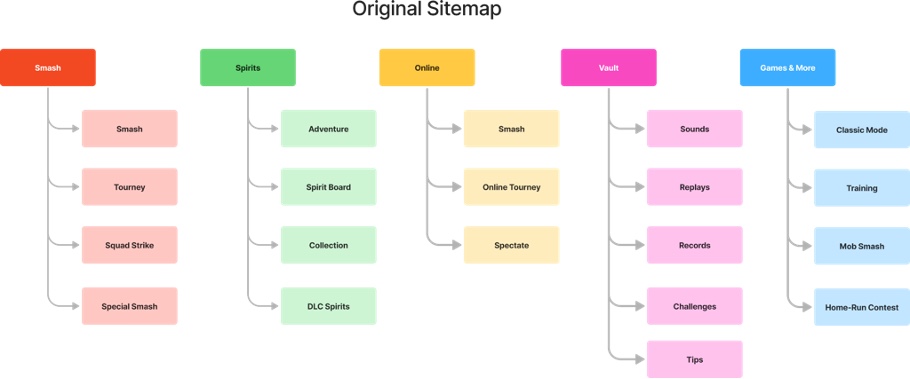 Original Sitemap
Smash
Smash
Tourney
Squad Strike
Special Smash
Spirits
Adventure
Spirit Board
Collection
DLC Spirits
Online
Smash
Online Tourney
Spectate
Vault
Sounds
Replays
Records
Challenges
Tips
Games & More
Classic Mode
Training
Mob Smash
Home-Run Contest